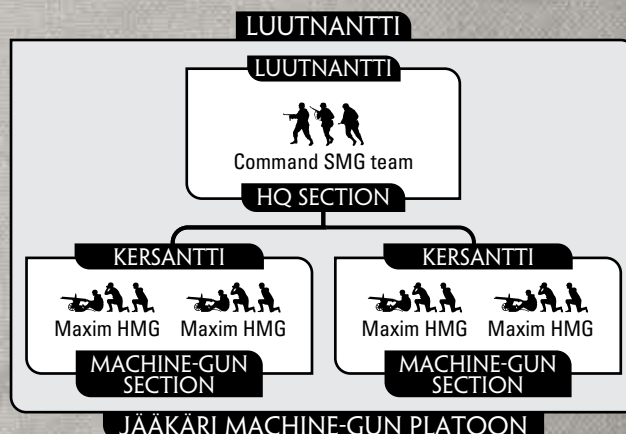 LUUTNANTTI
LUUTNANTTI
Command SMG team
HQ SECTION
KERSANTTI
Maxim HMG Maxim HMG
MACHINE-GUN
SECTION
KERSANTTI
Maxim HMG Maxim HMG
MACHINE-GUN
SECTION
JÄÄKÄRI MACHINE-GUN PLATOON